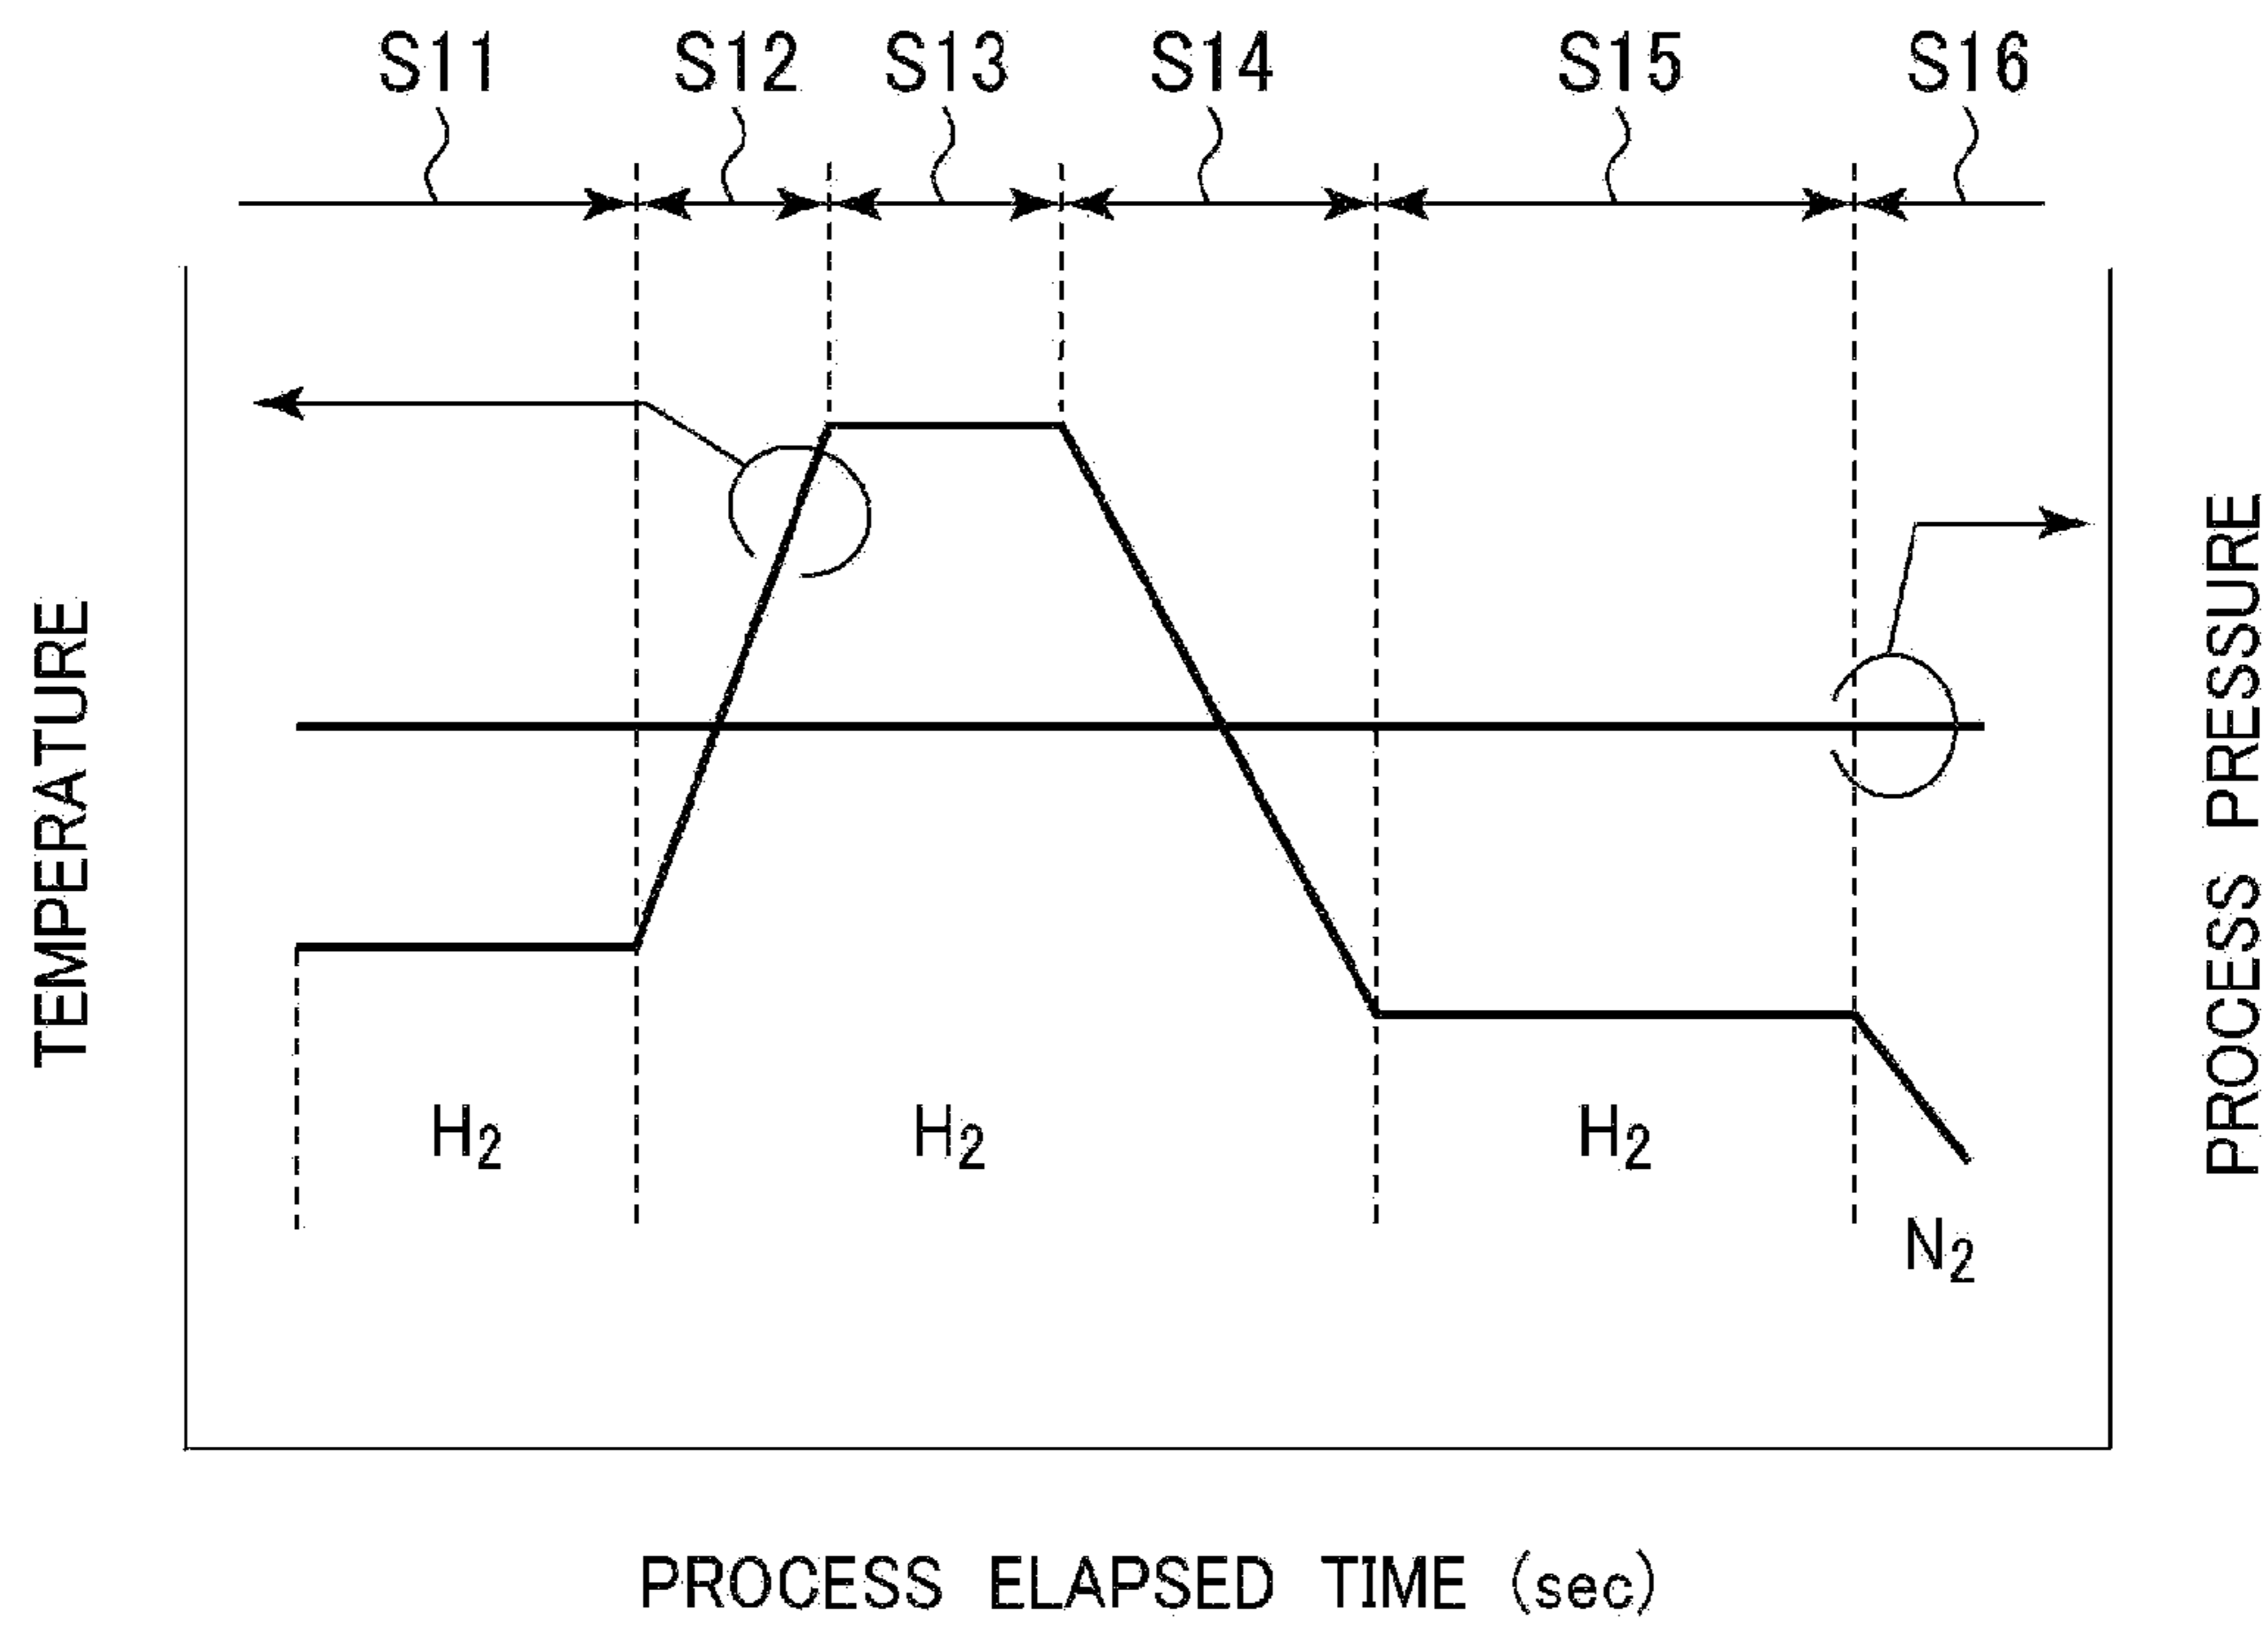 S11 S12 S13 S14 S15 S16
TEMPERATURE
PROCESS PRESSURE
H₂ H₂ H₂
N₂
PROCESS ELAPSED TIME (sec)